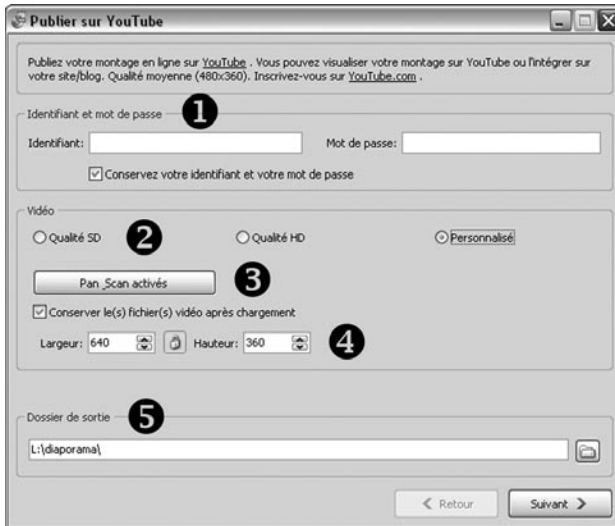 Publier sur YouTube
Publiez votre montage en ligne sur YouTube . Vous pouvez visualiser votre montage sur YouTube ou l'intégrer sur
votre site/blog. Qualité moyenne (480x360). Inscrivez-vous sur YouTube.com .
Identifiant et mot de passe 1
Identifiant: Mot de passe:
Conservez votre identifiant et votre mot de passe
Vidéo
Qualité SD 2 Qualité HD Personnalisé
Pan_Scan activés 3
Conserver le(s) fichier(s) vidéo après chargement
Largeur: 640 Hauteur: 360 4
Dossier de sortie 5
L:\diaporama\
< Retour Suivant >